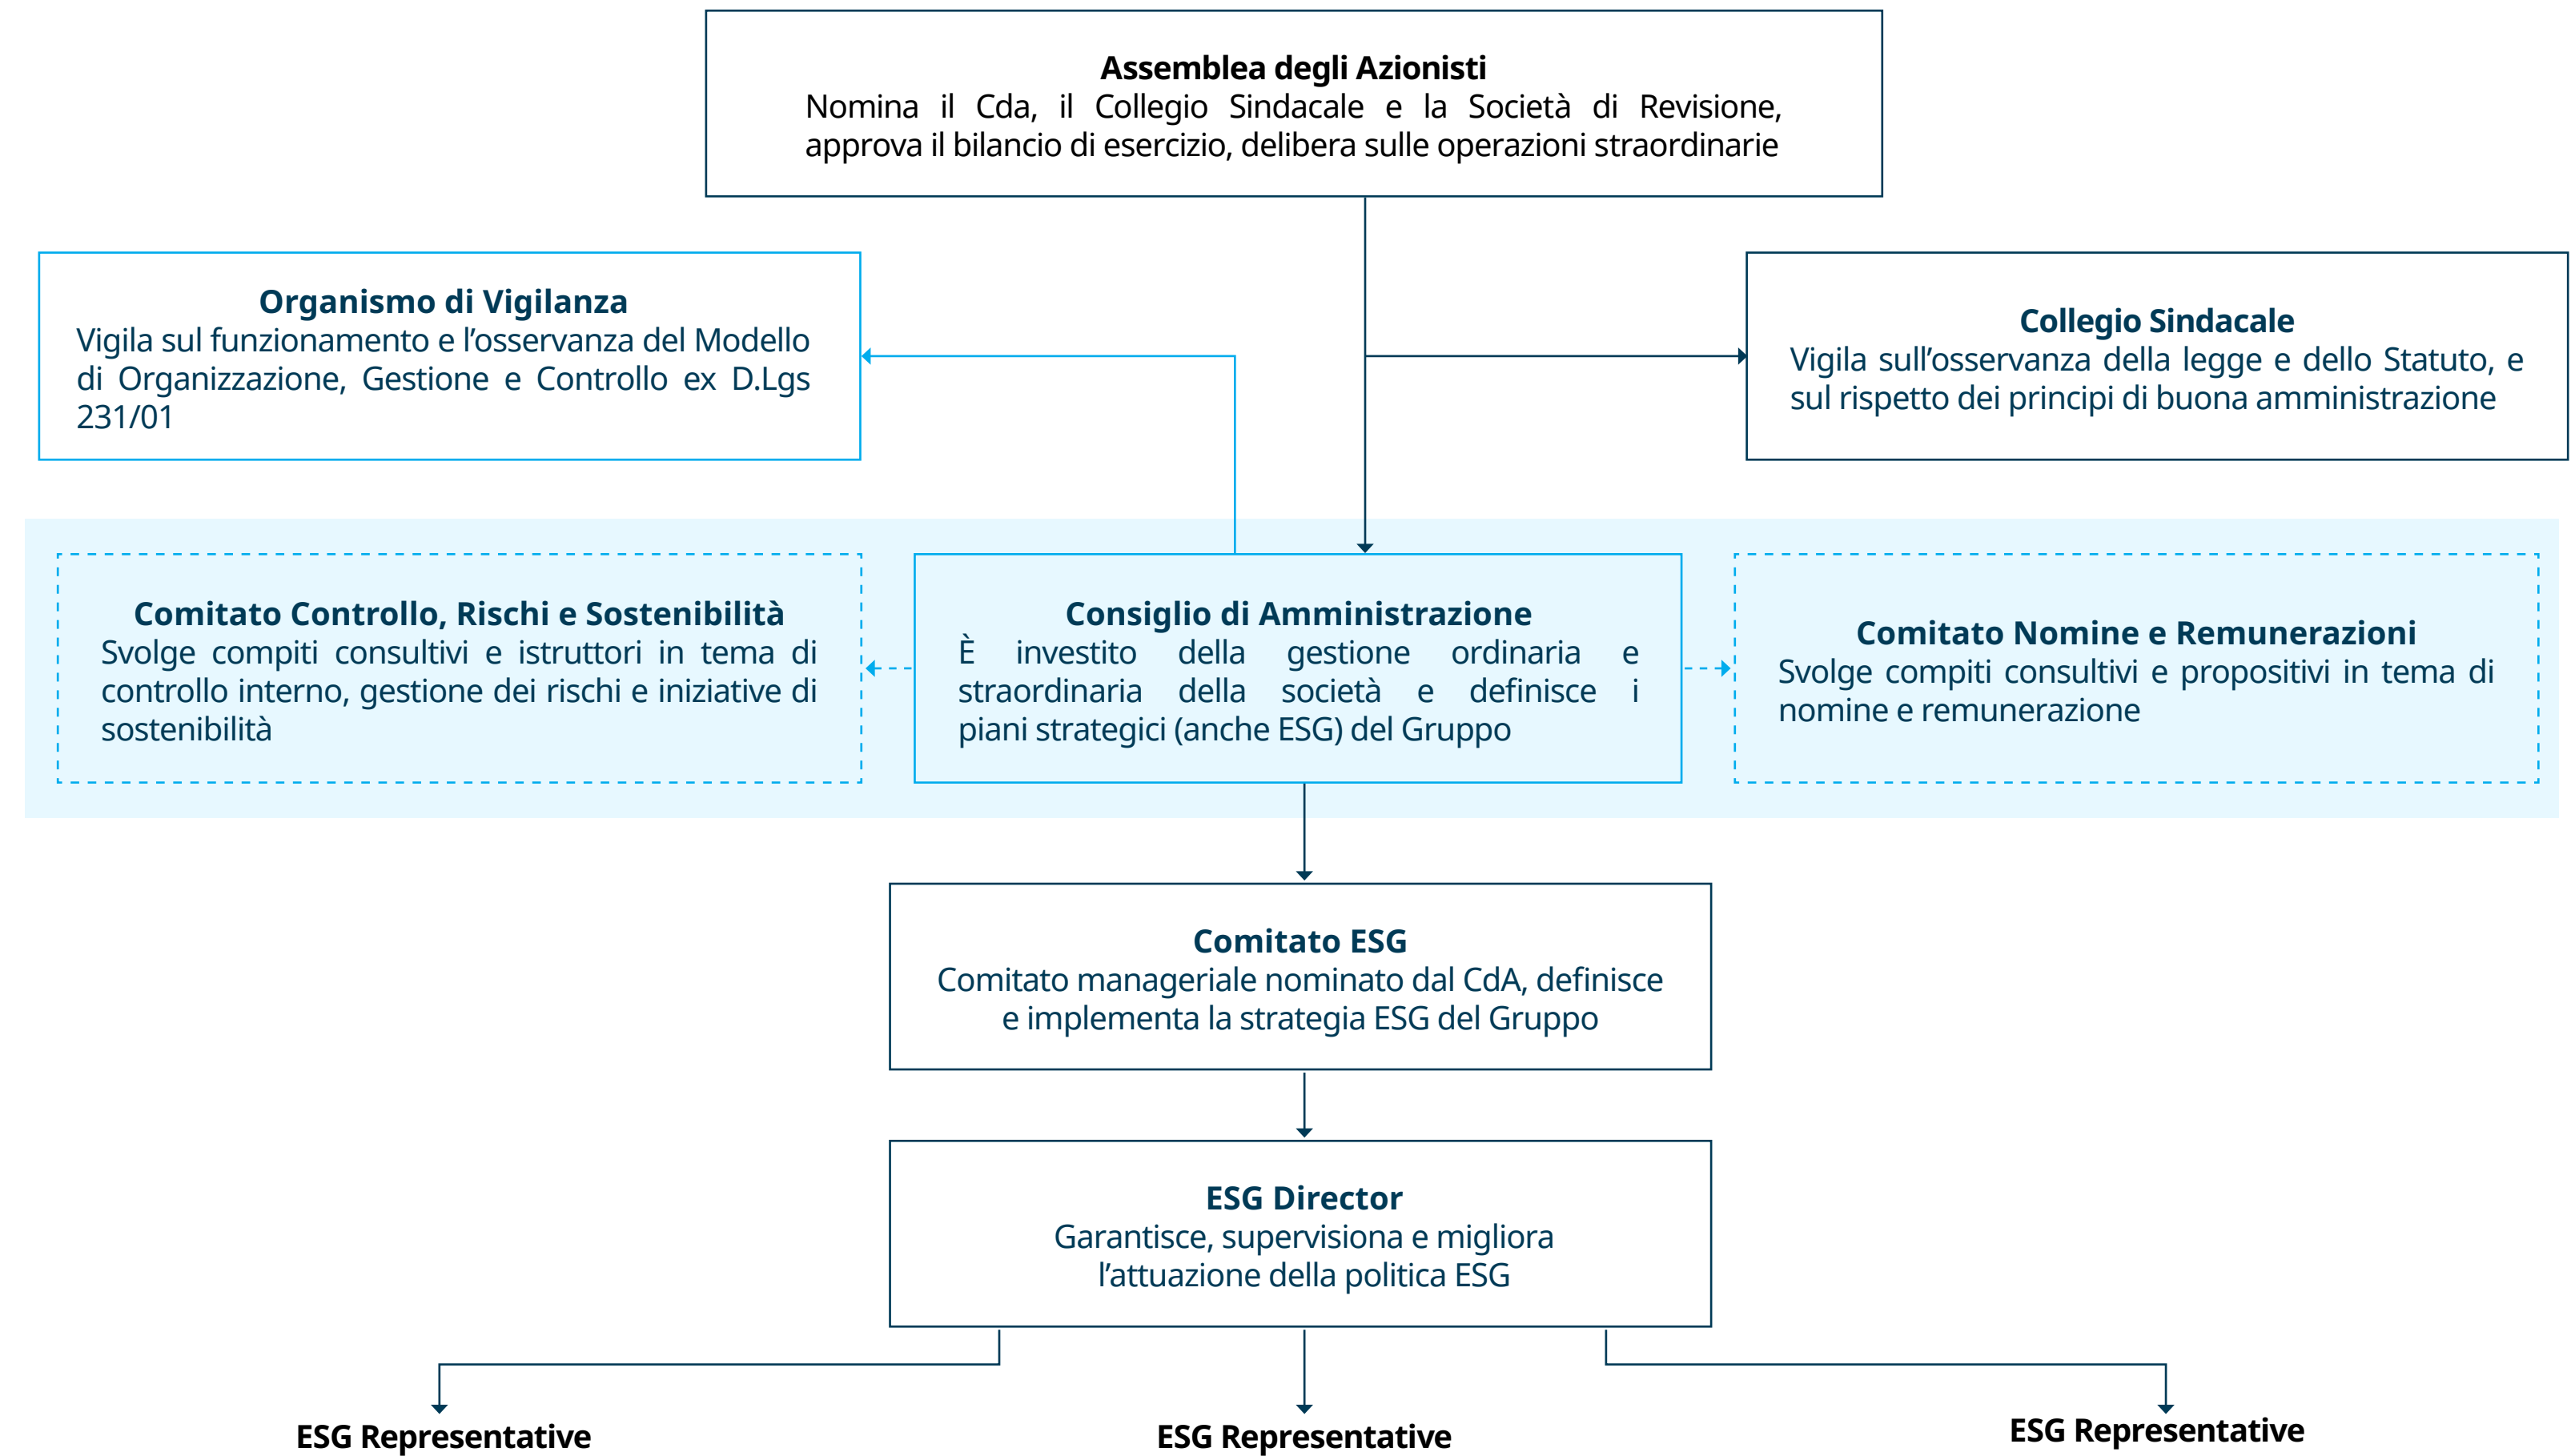 Assemblea degli Azionisti
Nomina il Cda, il Collegio Sindacale e la Società di Revisione,
approva il bilancio di esercizio, delibera sulle operazioni straordinarie
Organismo di Vigilanza
Vigila sul funzionamento e l’osservanza del Modello
di Organizzazione, Gestione e Controllo ex D.Lgs
231/01
Collegio Sindacale
Vigila sull’osservanza della legge e dello Statuto, e
sul rispetto dei principi di buona amministrazione
Comitato Controllo, Rischi e Sostenibilità
Svolge compiti consultivi e istruttori in tema di
controllo interno, gestione dei rischi e iniziative di
sostenibilità
Consiglio di Amministrazione
È investito della gestione ordinaria e
straordinaria della società e definisce i
piani strategici (anche ESG) del Gruppo
Comitato Nomine e Remunerazioni
Svolge compiti consultivi e propositivi in tema di
nomine e remunerazione
Comitato ESG
Comitato manageriale nominato dal CdA, definisce
e implementa la strategia ESG del Gruppo
ESG Director
Garantisce, supervisiona e migliora
l’attuazione della politica ESG
ESG Representative
ESG Representative
ESG Representative